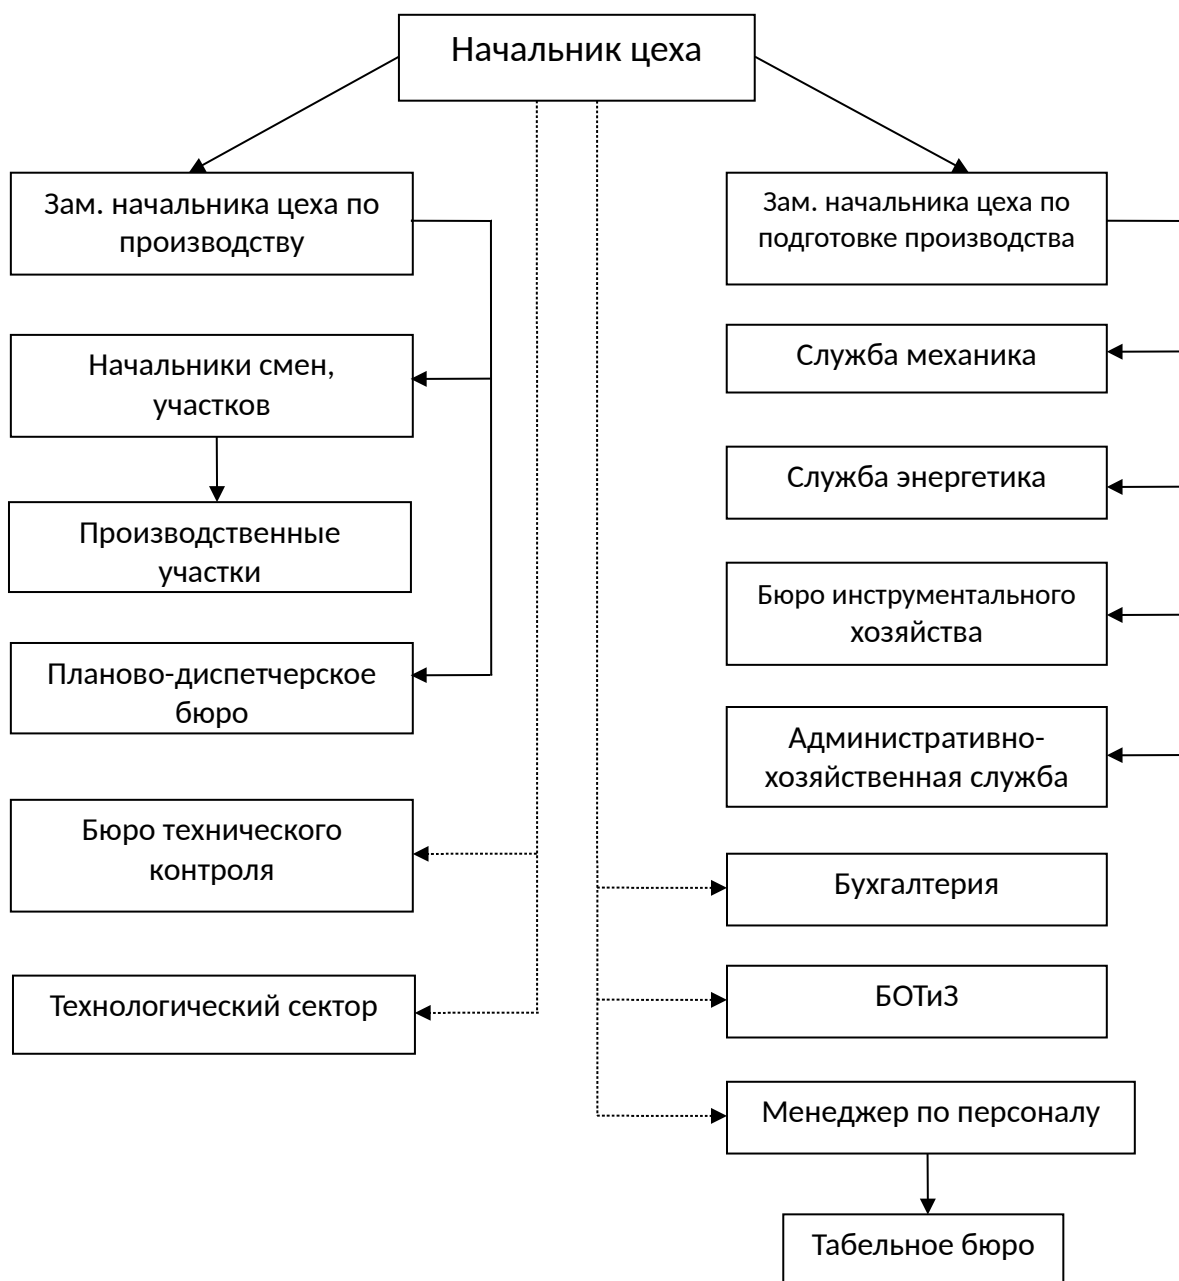 Начальник цеха
Зам. начальника цеха по
производству
Зам. начальника цеха по
подготовке производства
Начальники смен,
участков
Служба механика
Служба энергетика
Производственные
участки
Бюро инструментального
хозяйства
Планово-диспетчерское
бюро
Административно-
хозяйственная служба
Бюро технического
контроля
Бухгалтерия
Технологический сектор
БОТиЗ
Менеджер по персоналу
Табельное бюро